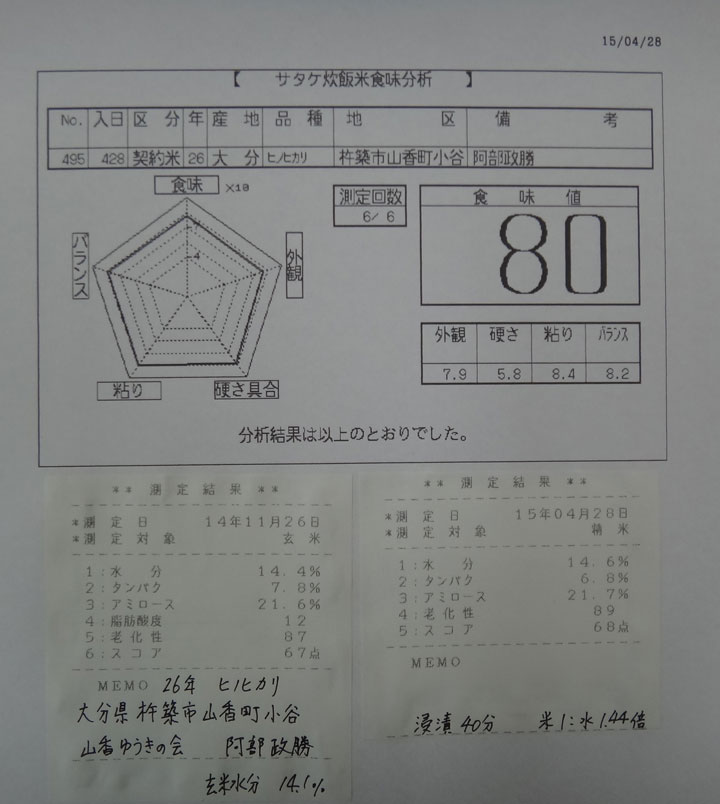 15/04/28
【 サタケ炊飯米食味分析 】
No. 入日 区分 年 産地 品種 地区 備考
495 428 契約米 26 大分 ヒノヒカリ 杵築市山香町小谷 阿部政勝
食味 ×10
測定回数
6/ 6
食味値
80
バランス
外観
4
粘り
硬さ具合
外観 硬さ 粘り バランス
7.9 5.8 8.4 8.2
分析結果は以上のとおりでした。
** 測定結果 **
*測定日 14年11月26日
*測定対象 玄米
1:水分 14.4%
2:タンパク 7.8%
3:アミロース 21.6%
4:脂肪酸度 12
5:老化性 87
6:スコア 67点
MEMO 26年 ヒノヒカリ
大分県杵築市山香町小谷
山香ゆうきの会 阿部政勝
玄米水分 14.1%
** 測定結果 **
*測定日 15年04月28日
*測定対象 精米
1:水分 14.6%
2:タンパク 6.8%
3:アミロース 21.7%
4:老化性 89
5:スコア 68点
MEMO
浸漬40分 米1:水1.44倍